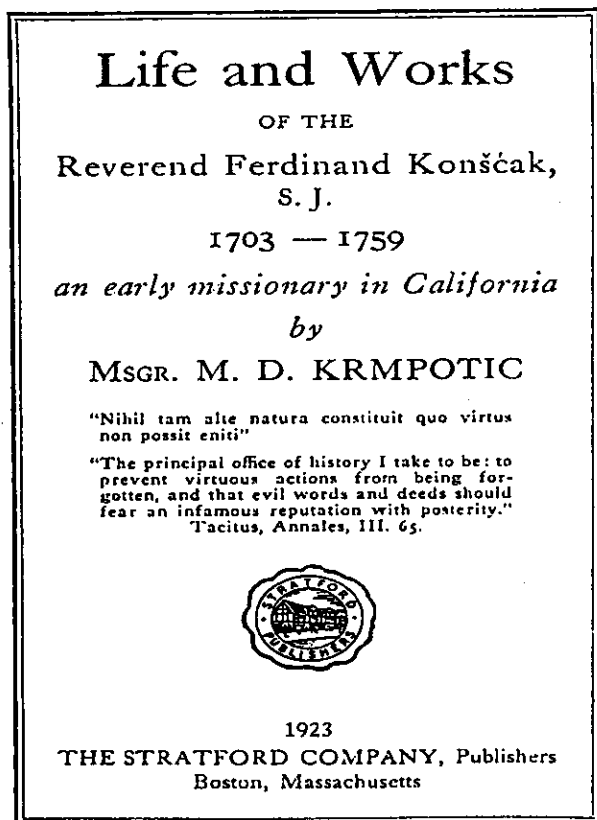 Life and Works
OF THE
Reverend Ferdinand Konšćak,
S. J.
1703 — 1759
an early missionary in California
by
MSGR. M. D. KRMPOTIC
"Nihil tam alte natura constituit quo virtus
non possit eniti"
"The principal office of history I take to be: to
prevent virtuous actions from being for-
gotten, and that evil words and deeds should
fear an infamous reputation with posterity."
Tacitus, Annales, III. 65.
STRATFORD
PUBLISHERS
1923
THE STRATFORD COMPANY, Publishers
Boston, Massachusetts